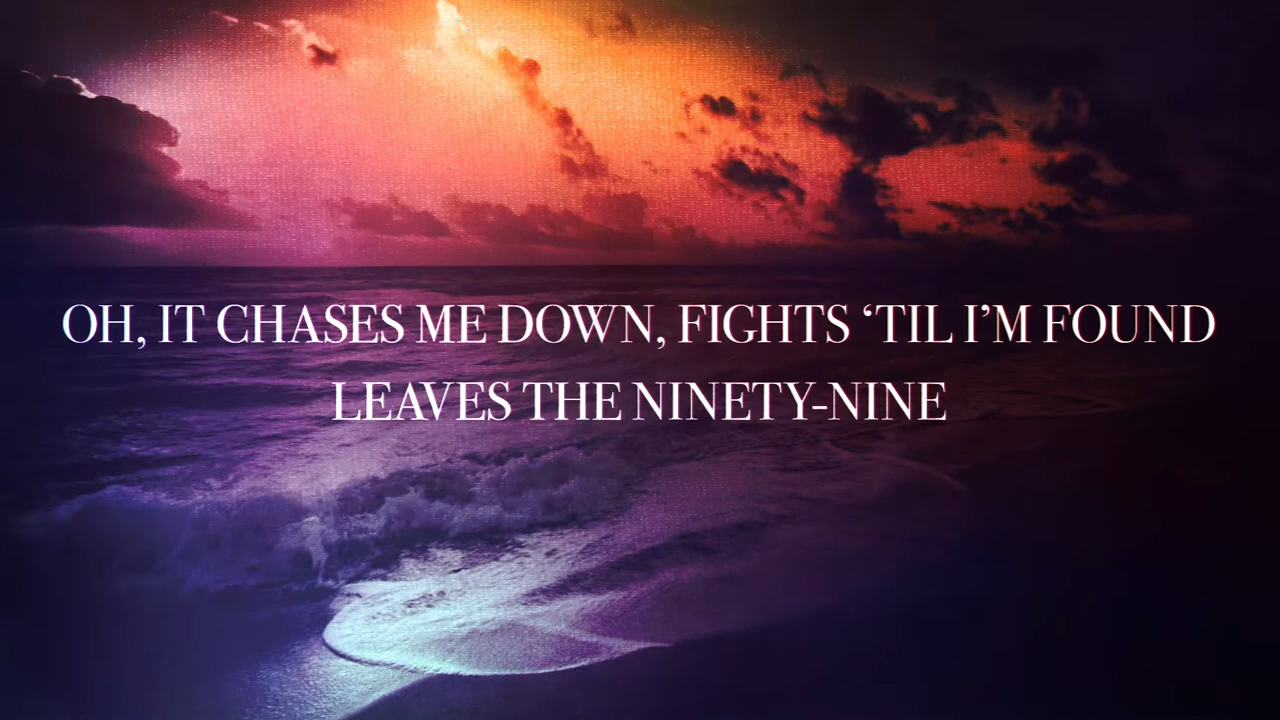 OH, IT CHASES ME DOWN, FIGHTS ‘TIL I’M FOUND
LEAVES THE NINETY-NINE